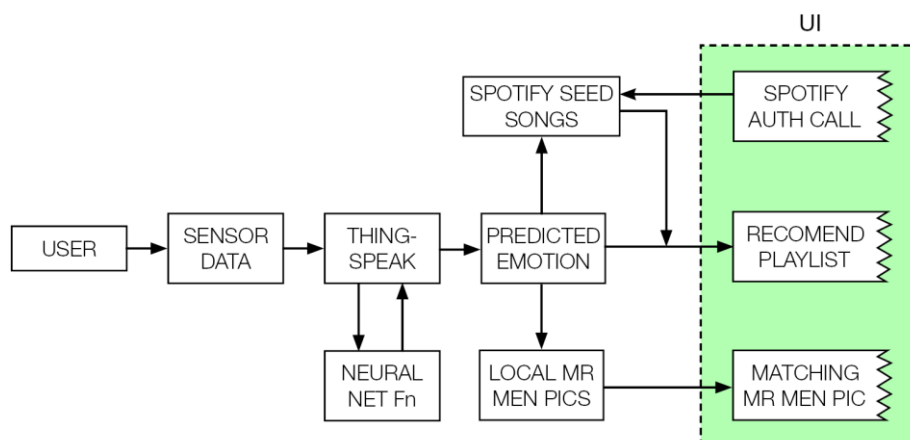 UI
SPOTIFY SEED
SONGS
SPOTIFY
AUTH CALL
USER
SENSOR
DATA
THING-
SPEAK
PREDICTED
EMOTION
RECOMEND
PLAYLIST
NEURAL
NET Fn
LOCAL MR
MEN PICS
MATCHING
MR MEN PIC